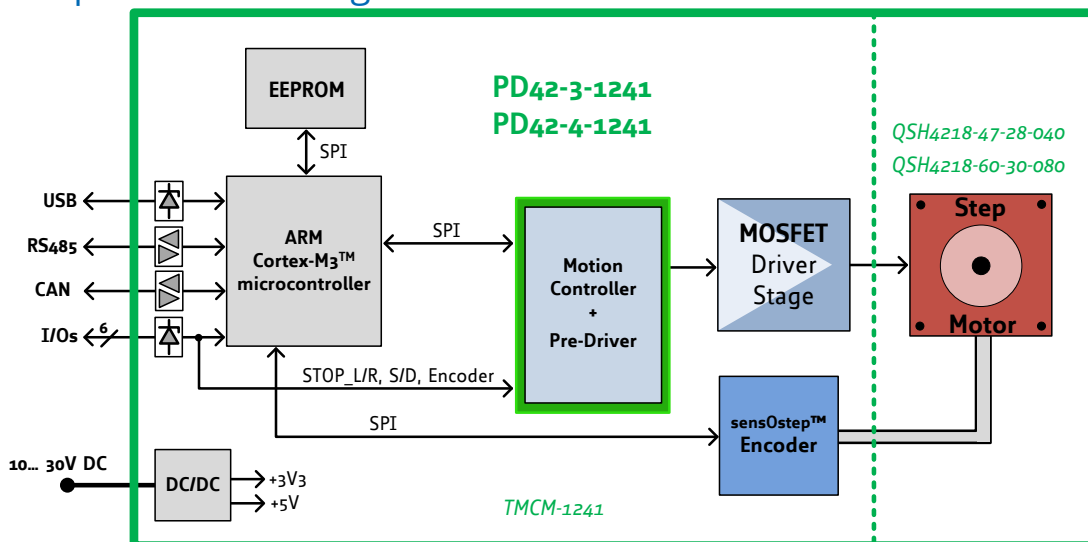 EEPROM
PD42-3-1241
PD42-4-1241
QSH4218-47-28-040
QSH4218-60-30-080
SPI
USB
RS485
CAN
I/Os
6
ARM
Cortex-M3™
microcontroller
SPI
Motion
Controller
+
Pre-Driver
MOSFET
Driver
Stage
Step
Motor
STOP_L/R, S/D, Encoder
SPI
sensOstep™
Encoder
10... 30V DC
DC/DC
+3V3
+5V
TMCM-1241